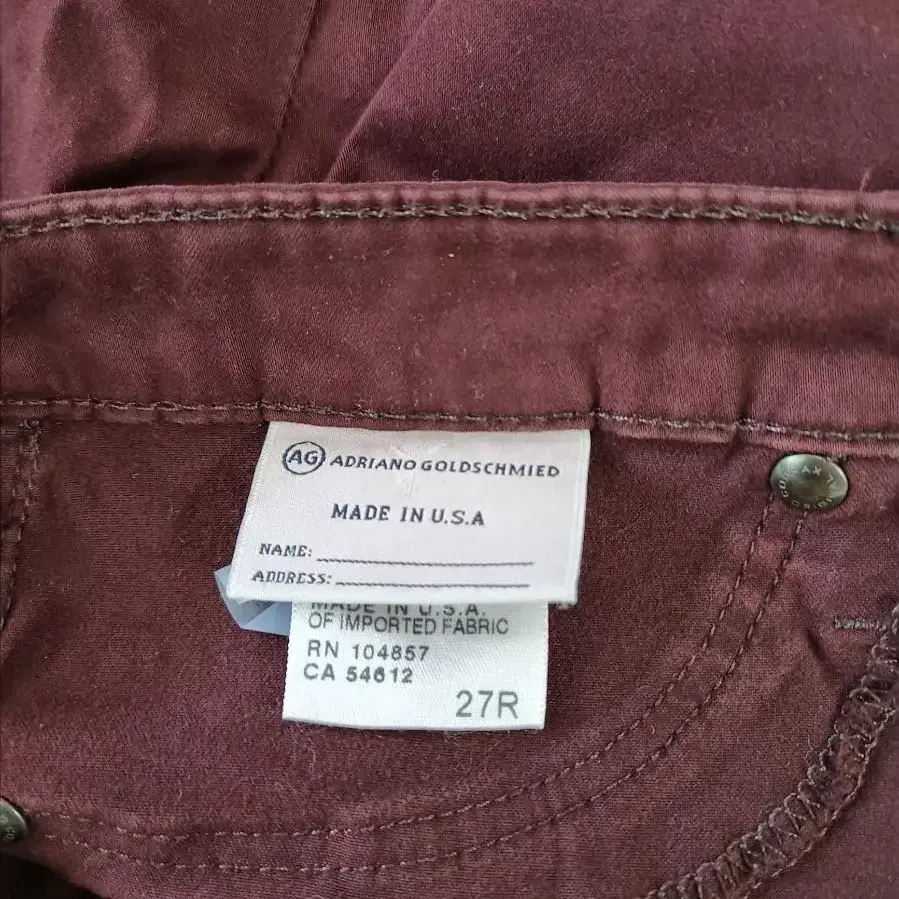 AG ADRIANO GOLDSCHMIED
MADE IN U.S.A
NAME:
ADDRESS:
MADE IN U.S.A.
OF IMPORTED FABRIC
RN 104857
CA 54612
27R